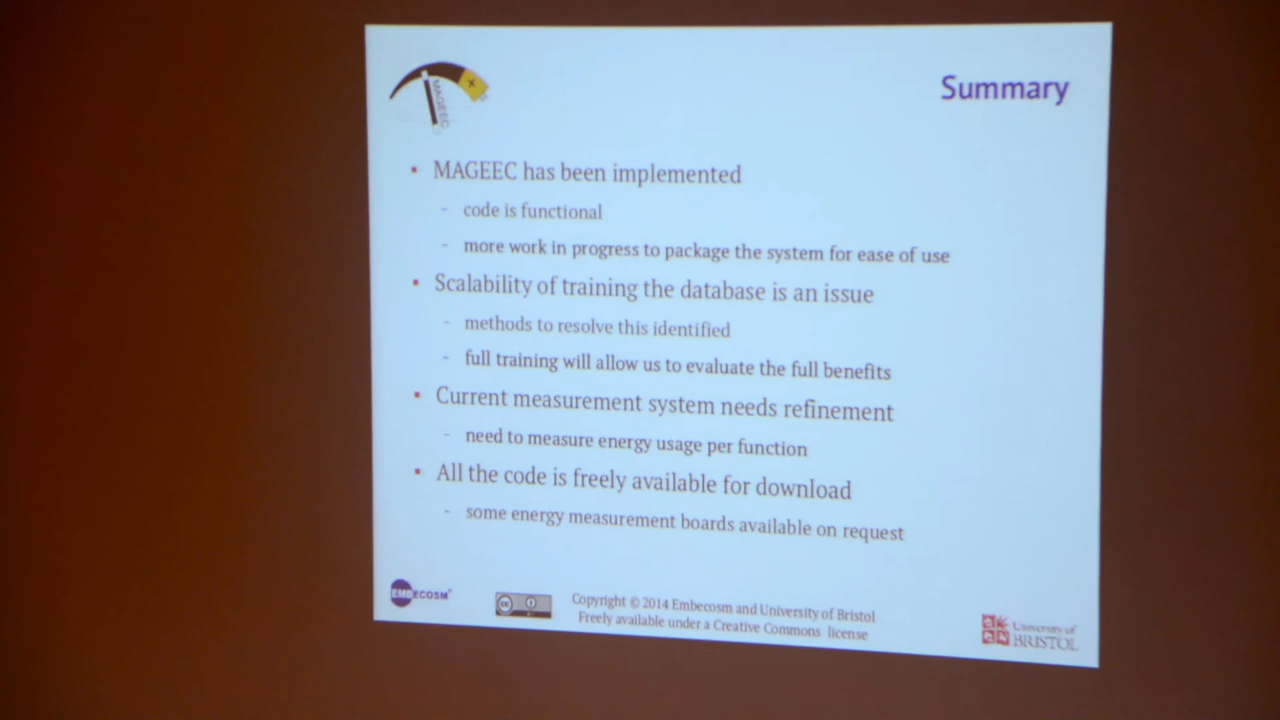 MAGEEC
Summary
MAGEEC has been implemented
- code is functional
- more work in progress to package the system for ease of use
Scalability of training the database is an issue
- methods to resolve this identified
- full training will allow us to evaluate the full benefits
Current measurement system needs refinement
- need to measure energy usage per function
All the code is freely available for download
- some energy measurement boards available on request
EMBECOSM®
cc
Copyright © 2014 Embecosm and University of Bristol
Freely available under a Creative Commons license
University of
BRISTOL